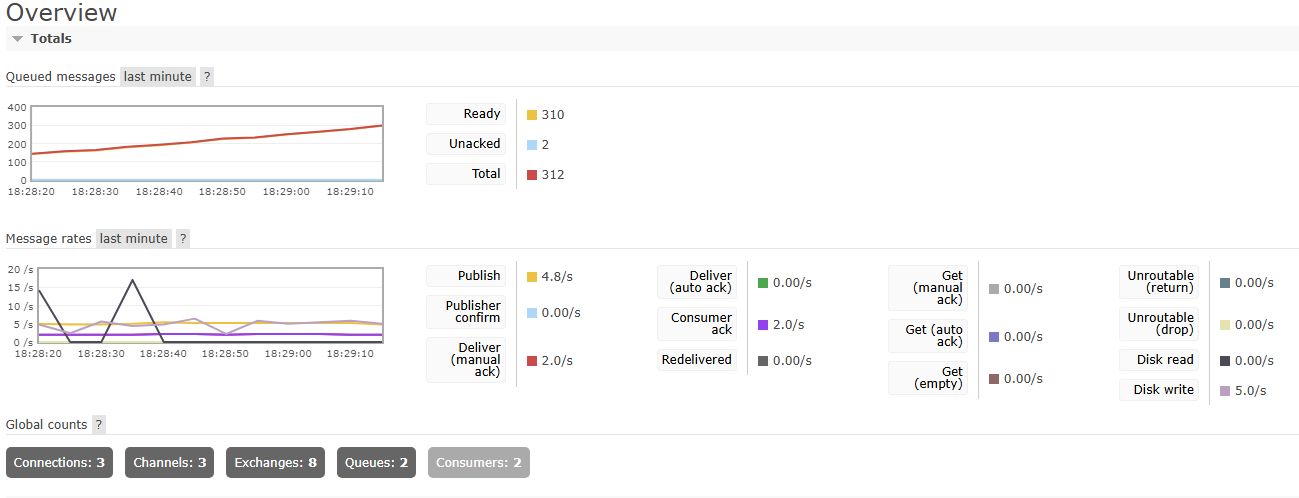 Overview
Totals
Queued messages last minute ?
400
300
200
100
0
18:28:20 18:28:30 18:28:40 18:28:50 18:29:00 18:29:10
Ready 310
Unacked 2
Total 312
Message rates last minute ?
20 /s
15 /s
10 /s
5 /s
0 /s
18:28:20 18:28:30 18:28:40 18:28:50 18:29:00 18:29:10
Publish 4.8/s
Publisher
confirm 0.00/s
Deliver
(manual
ack) 2.0/s
Deliver
(auto ack) 0.00/s
Consumer
ack 2.0/s
Redelivered 0.00/s
Get
(manual
ack) 0.00/s
Get (auto
ack) 0.00/s
Get
(empty) 0.00/s
Unroutable
(return) 0.00/s
Unroutable
(drop) 0.00/s
Disk read 0.00/s
Disk write 5.0/s
Global counts ?
Connections: 3 Channels: 3 Exchanges: 8 Queues: 2 Consumers: 2